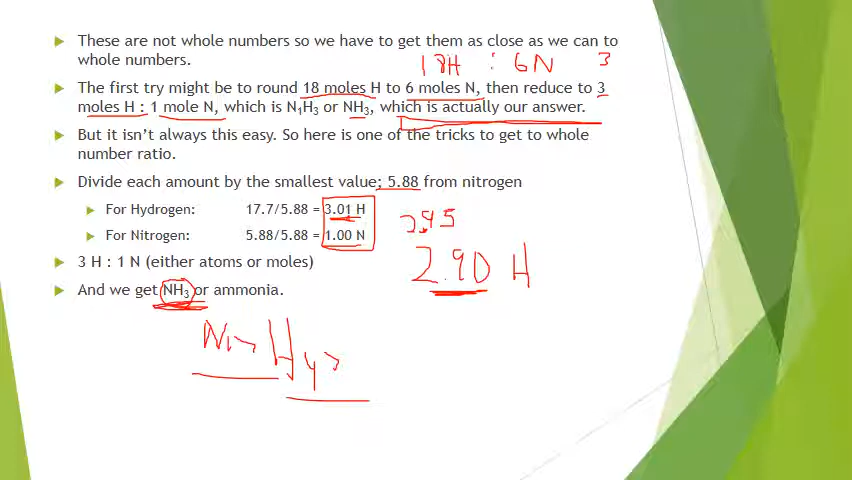 These are not whole numbers so we have to get them as close as we can to
whole numbers.
18H : 6N 3
The first try might be to round 18 moles H to 6 moles N, then reduce to 3
moles H : 1 mole N, which is N₁H₃ or NH₃, which is actually our answer.
But it isn't always this easy. So here is one of the tricks to get to whole
number ratio.
Divide each amount by the smallest value; 5.88 from nitrogen
For Hydrogen: 17.7/5.88 = 3.01 H
2.95
For Nitrogen: 5.88/5.88 = 1.00 N
3 H : 1 N (either atoms or moles)
2.90 H
And we get NH₃ or ammonia.